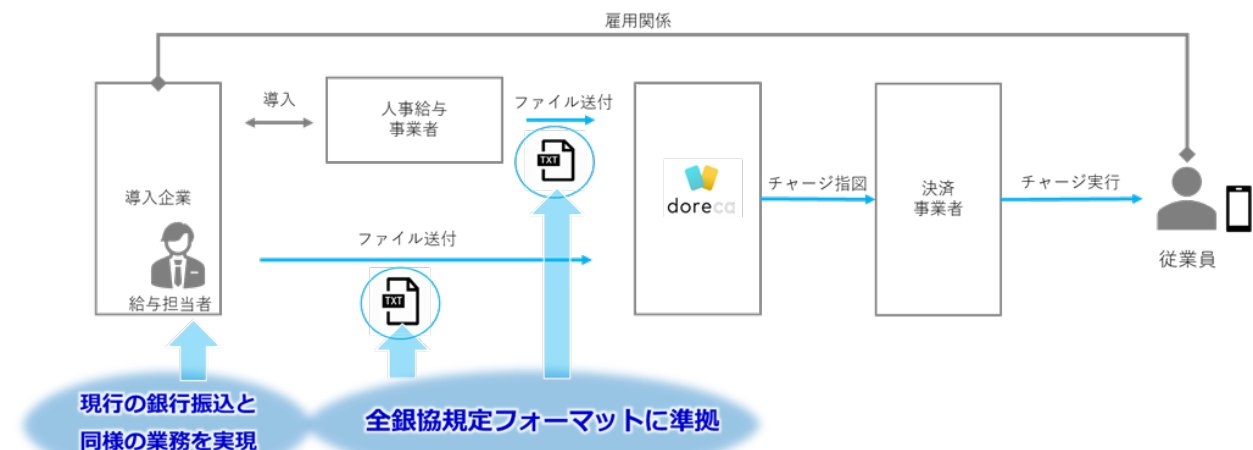 雇用関係
導入
人事給与
事業者
ファイル送付
TXT
導入企業
給与担当者
ファイル送付
TXT
doreca
チャージ指図
決済
事業者
チャージ実行
従業員
現行の銀行振込と
同様の業務を実現
全銀協規定フォーマットに準拠